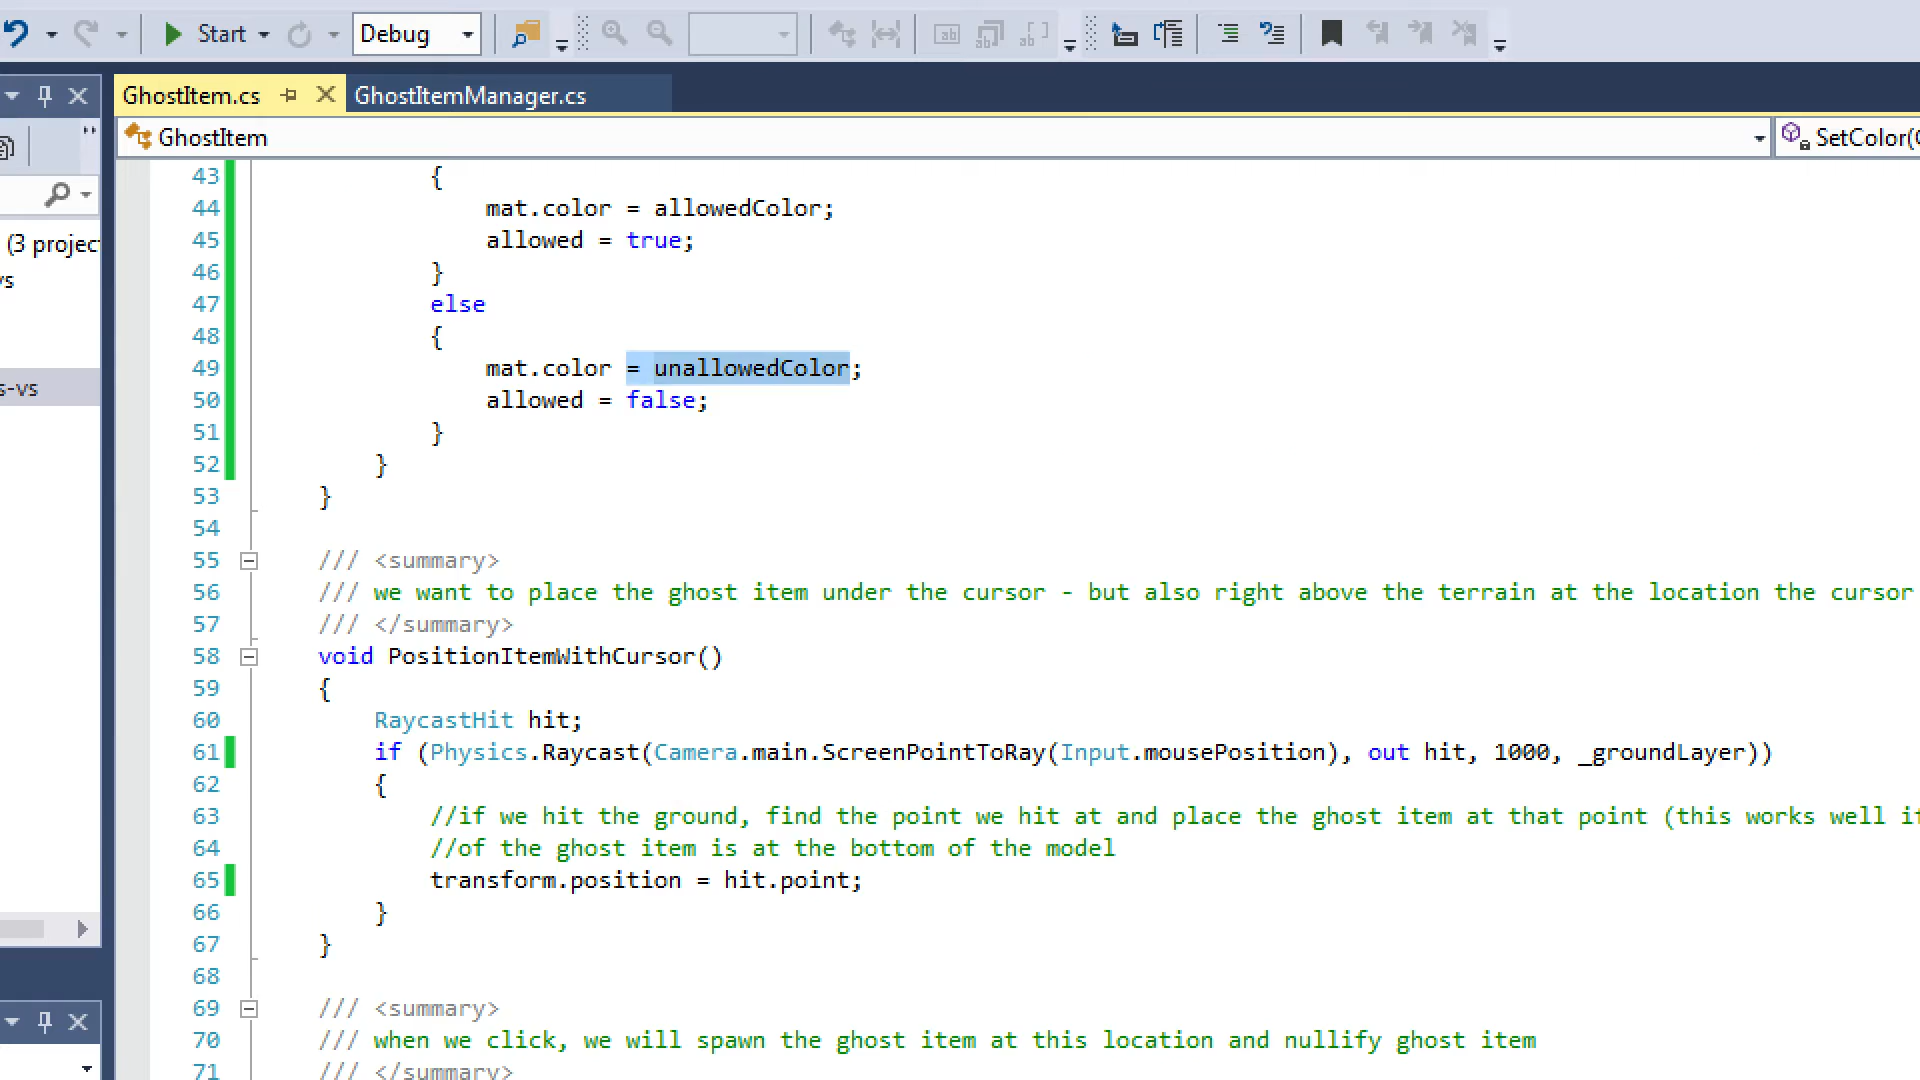 Start
Debug
GhostItem.cs
GhostItemManager.cs
GhostItem
SetColor(
(3 projec
s-vs
43 {
44 mat.color = allowedColor;
45 allowed = true;
46 }
47 else
48 {
49 mat.color = unallowedColor;
50 allowed = false;
51 }
52 }
53 }
54
55 /// <summary>
56 /// we want to place the ghost item under the cursor - but also right above the terrain at the location the cursor
57 /// </summary>
58 void PositionItemWithCursor()
59 {
60 RaycastHit hit;
61 if (Physics.Raycast(Camera.main.ScreenPointToRay(Input.mousePosition), out hit, 1000, _groundLayer))
62 {
63 //if we hit the ground, find the point we hit at and place the ghost item at that point (this works well if
64 //of the ghost item is at the bottom of the model
65 transform.position = hit.point;
66 }
67 }
68
69 /// <summary>
70 /// when we click, we will spawn the ghost item at this location and nullify ghost item
71 /// </summary>